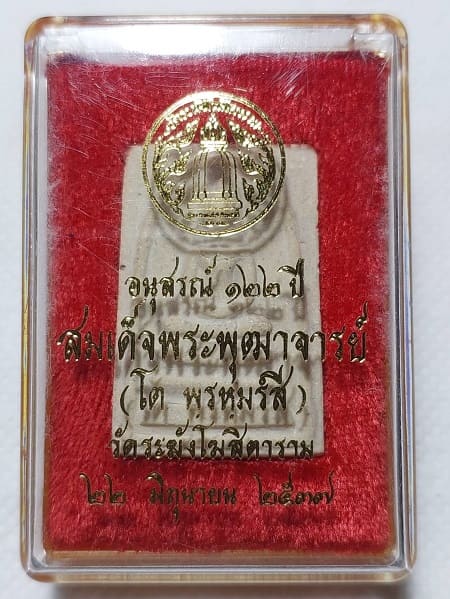 อนุสรณ์ ๑๒๒ ปี
สมเด็จพระพุฒาจารย์
(โต พรหมรังสี)
วัดระฆังโฆสิตาราม
๒๒ มิถุนายน ๒๕๓๗